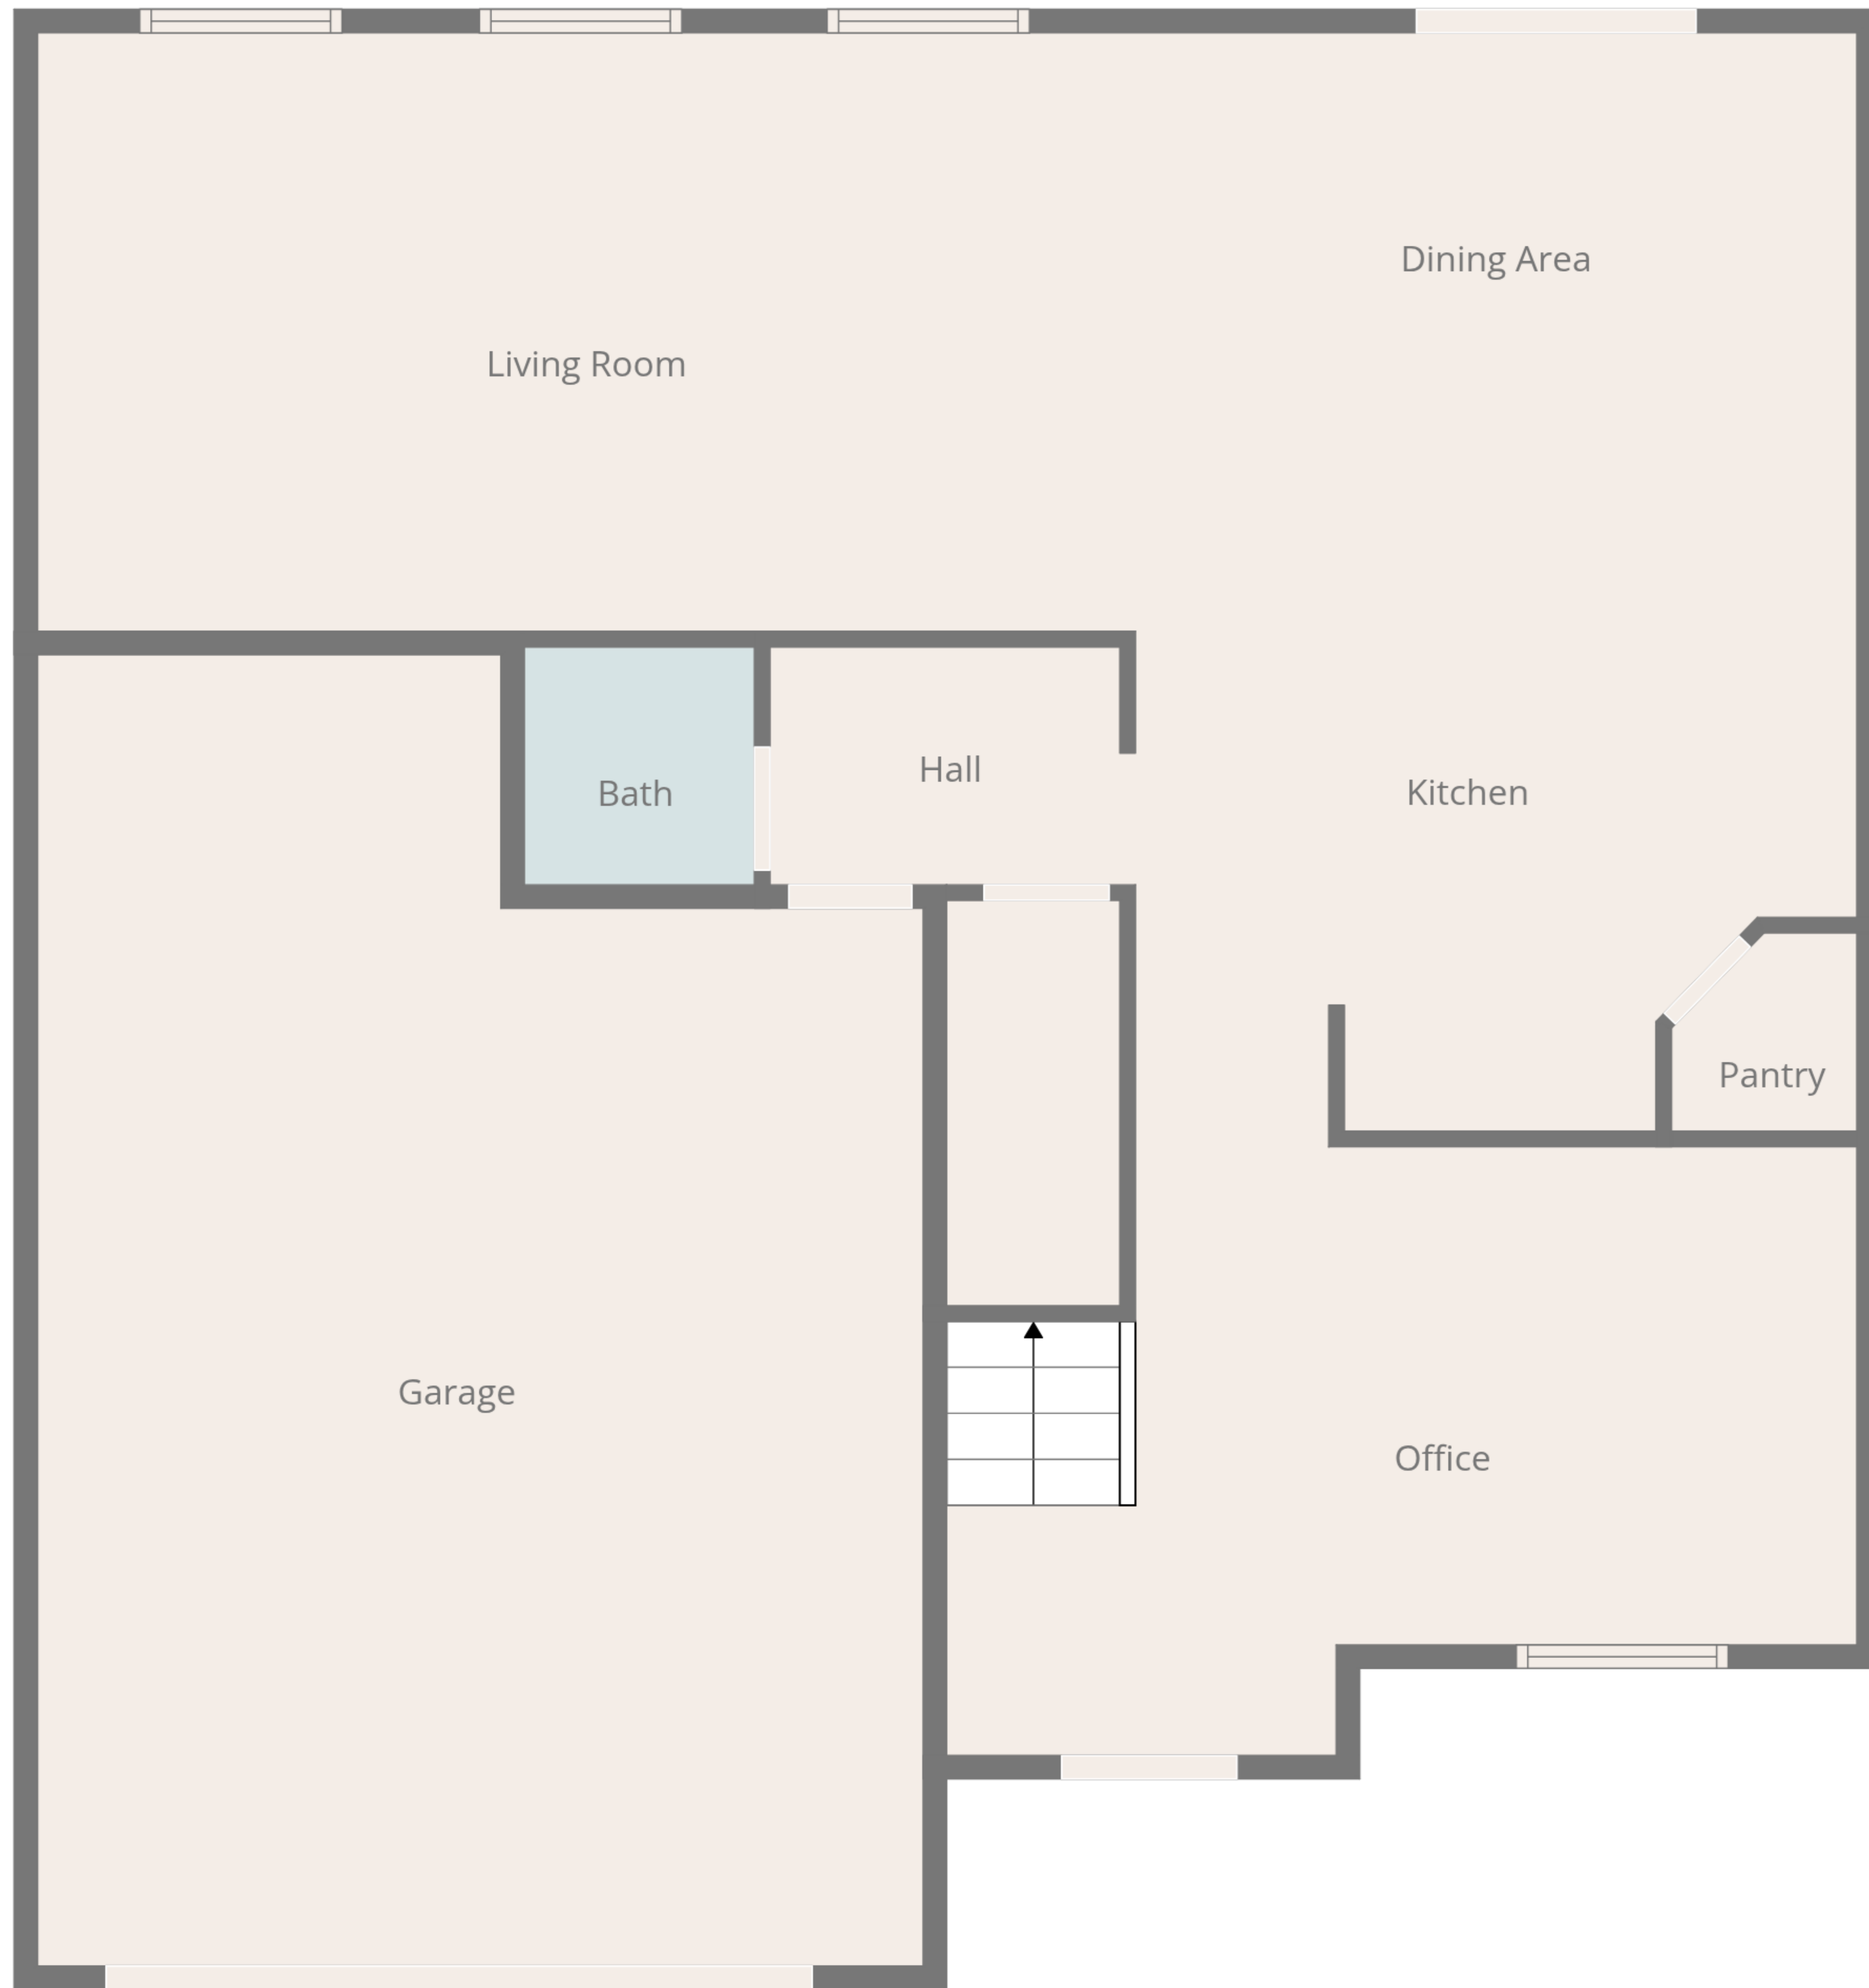 Dining Area
Living Room
Hall
Bath
Kitchen
Pantry
Garage
Office